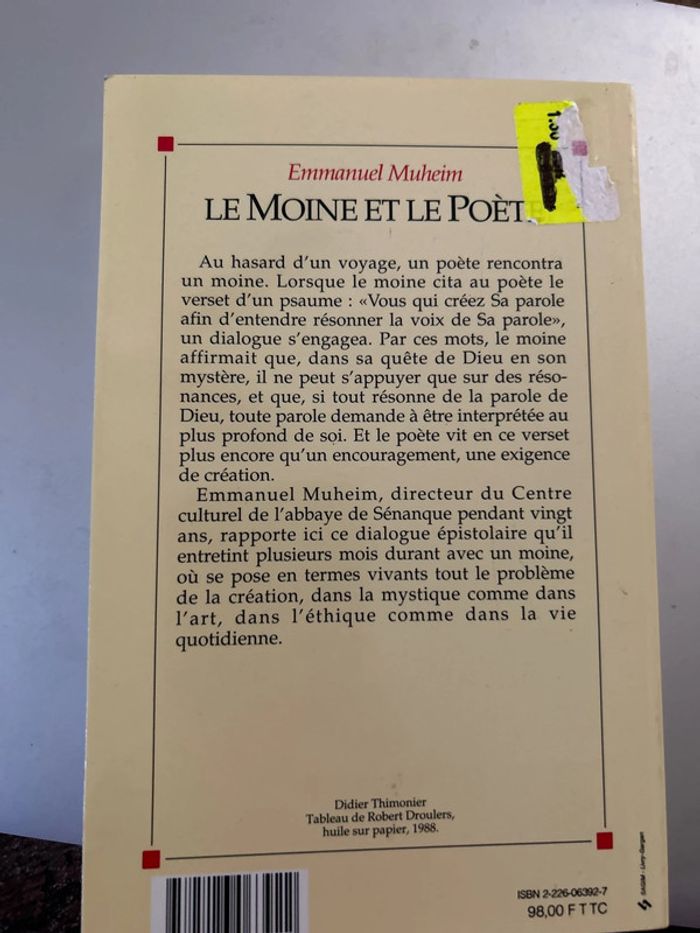 1.50
Emmanuel Muheim
LE MOINE ET LE POÈT
Au hasard d'un voyage, un poète rencontra
un moine. Lorsque le moine cita au poète le
verset d'un psaume : «Vous qui créez Sa parole
afin d'entendre résonner la voix de Sa parole»,
un dialogue s'engagea. Par ces mots, le moine
affirmait que, dans sa quête de Dieu en son
mystère, il ne peut s'appuyer que sur des réso-
nances, et que, si tout résonne de la parole de
Dieu, toute parole demande à être interprétée au
plus profond de soi. Et le poète vit en ce verset
plus encore qu'un encouragement, une exigence
de création.
Emmanuel Muheim, directeur du Centre
culturel de l'abbaye de Sénanque pendant vingt
ans, rapporte ici ce dialogue épistolaire qu'il
entretint plusieurs mois durant avec un moine,
où se pose en termes vivants tout le problème
de la création, dans la mystique comme dans
l'art, dans l'éthique comme dans la vie
quotidienne.
Didier Thimonier
Tableau de Robert Droulers,
huile sur papier, 1988.
SAGIM - Livry-Gargan
ISBN 2-226-06392-7
98,00 F TTC